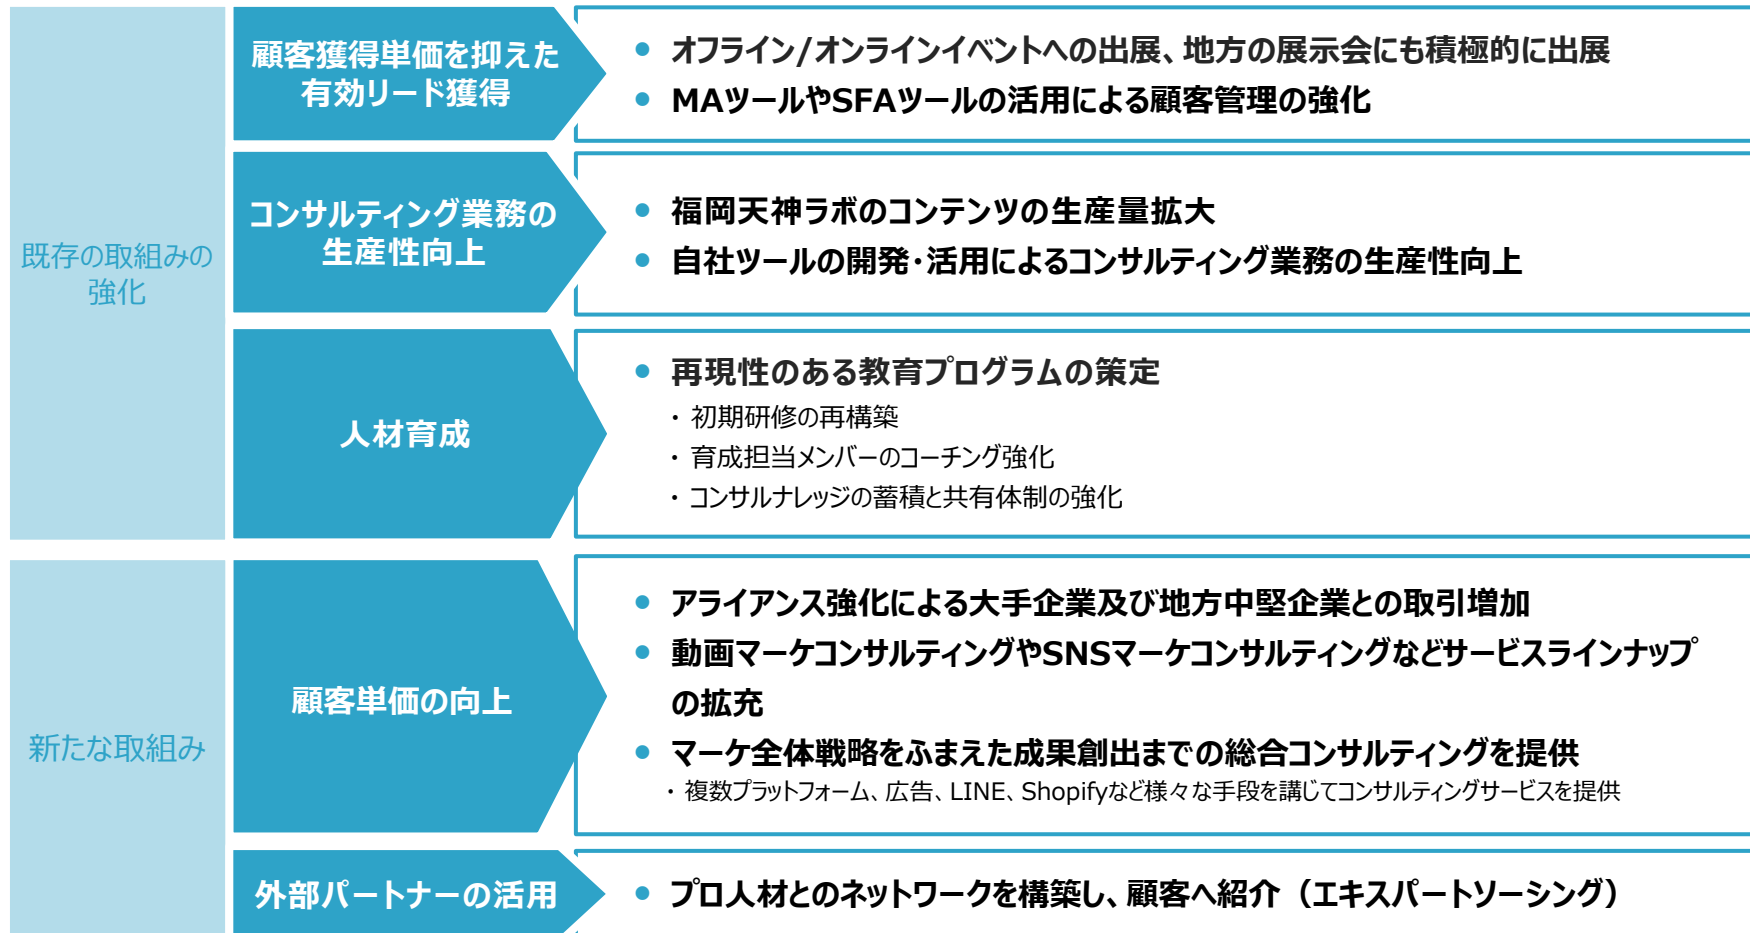 既存の取組みの
強化
顧客獲得単価を抑えた
有効リード獲得
● オフライン/オンラインイベントへの出展、地方の展示会にも積極的に出展
● MAツールやSFAツールの活用による顧客管理の強化
コンサルティング業務の
生産性向上
● 福岡天神ラボのコンテンツの生産量拡大
● 自社ツールの開発・活用によるコンサルティング業務の生産性向上
人材育成
● 再現性のある教育プログラムの策定
・初期研修の再構築
・育成担当メンバーのコーチング強化
・コンサルナレッジの蓄積と共有体制の強化
新たな取組み
顧客単価の向上
● アライアンス強化による大手企業及び地方中堅企業との取引増加
● 動画マーケコンサルティングやSNSマーケコンサルティングなどサービスラインナップ
の拡充
● マーケ全体戦略をふまえた成果創出までの総合コンサルティングを提供
・複数プラットフォーム、広告、LINE、Shopifyなど様々な手段を講じてコンサルティングサービスを提供
外部パートナーの活用
● プロ人材とのネットワークを構築し、顧客へ紹介（エキスパートソーシング）